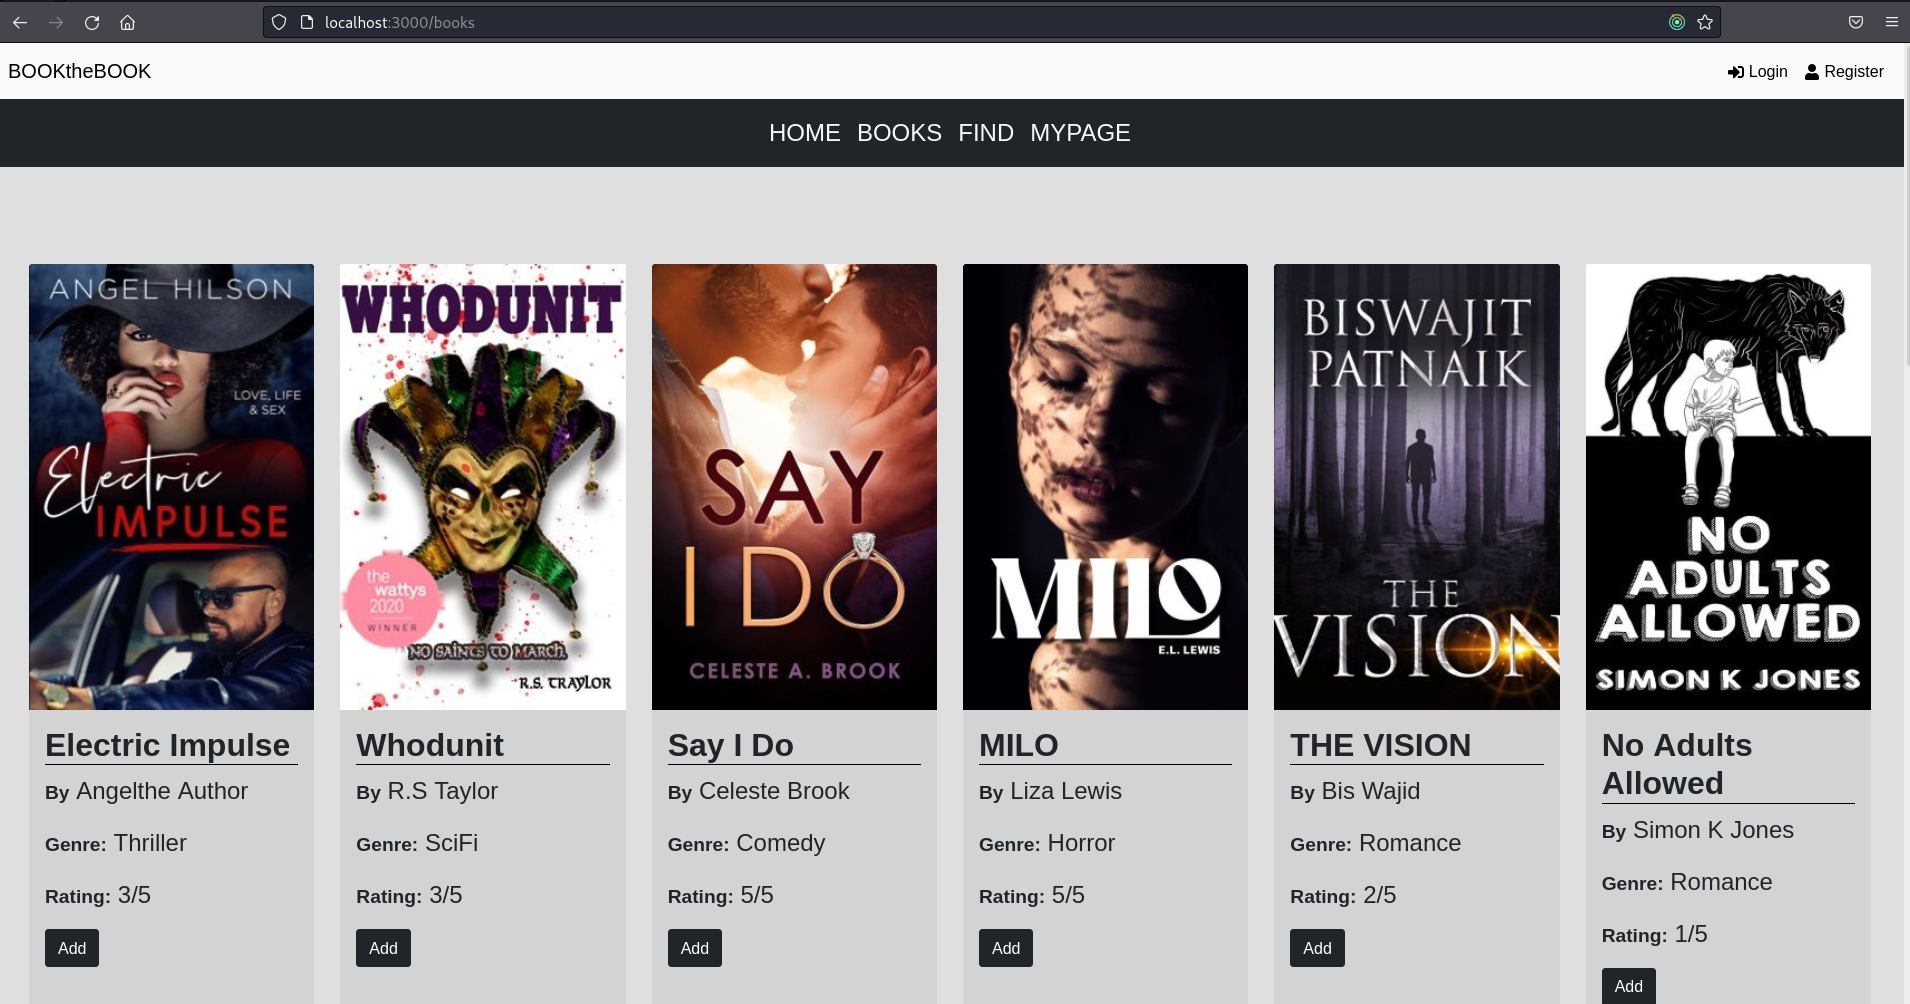 localhost:3000/books
BOOKtheBOOK
Login
Register
HOME BOOKS FIND MYPAGE
ANGEL HILSON
LOVE, LIFE
& SEX
Electric
IMPULSE
Electric Impulse
By Angelthe Author
Genre: Thriller
Rating: 3/5
Add
WHODUNIT
the
wattys
2020
WINNER
NO SAINTS TO MARCH
R.S. TRAYLOR
Whodunit
By R.S Taylor
Genre: SciFi
Rating: 3/5
Add
SAY
I DO
CELESTE A. BROOK
Say I Do
By Celeste Brook
Genre: Comedy
Rating: 5/5
Add
MILO
E.L. LEWIS
MILO
By Liza Lewis
Genre: Horror
Rating: 5/5
Add
BISWAJIT
PATNAIK
THE
VISION
THE VISION
By Bis Wajid
Genre: Romance
Rating: 2/5
Add
NO
ADULTS
ALLOWED
SIMON K JONES
No Adults
Allowed
By Simon K Jones
Genre: Romance
Rating: 1/5
Add